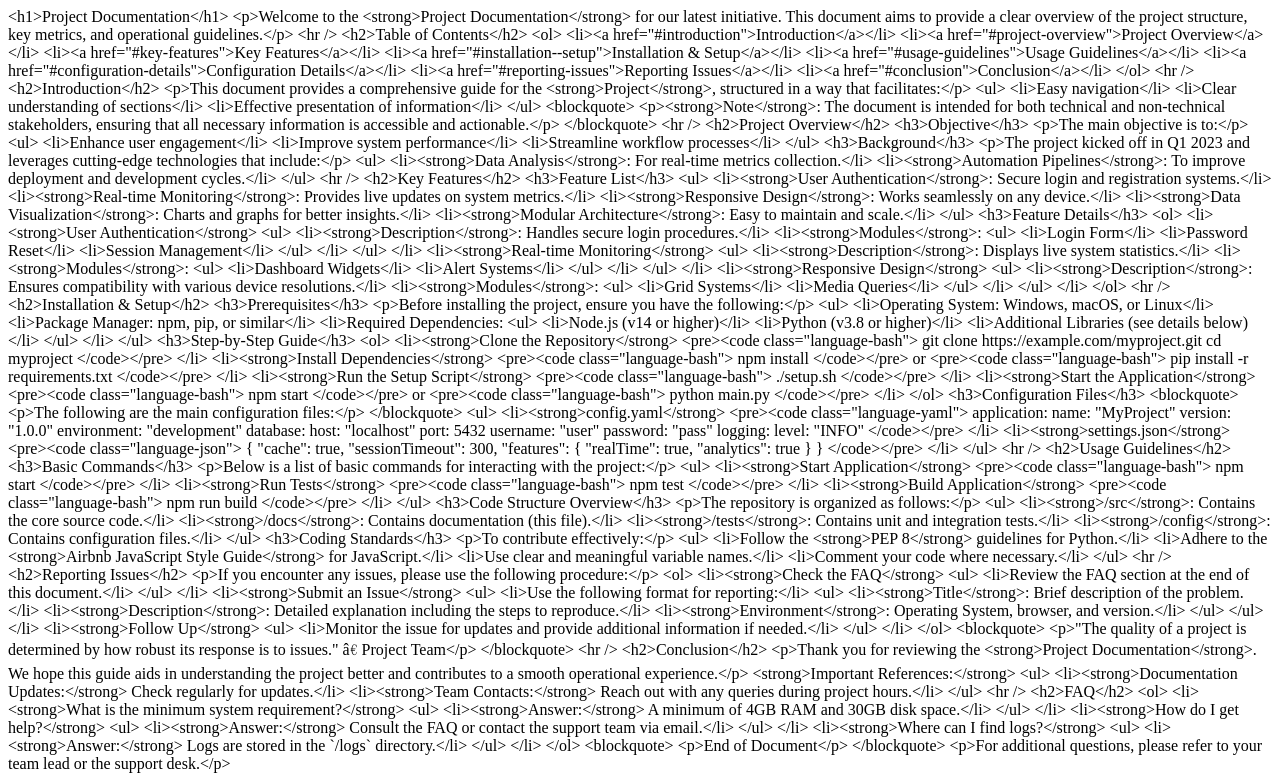 <h1>Project Documentation</h1> <p>Welcome to the <strong>Project Documentation</strong> for our latest initiative. This document aims to provide a clear overview of the project structure,
key metrics, and operational guidelines.</p> <hr /> <h2>Table of Contents</h2> <ol> <li><a href="#introduction">Introduction</a></li> <li><a href="#project-overview">Project Overview</a>
</li> <li><a href="#key-features">Key Features</a></li> <li><a href="#installation--setup">Installation & Setup</a></li> <li><a href="#usage-guidelines">Usage Guidelines</a></li> <li><a
href="#configuration-details">Configuration Details</a></li> <li><a href="#reporting-issues">Reporting Issues</a></li> <li><a href="#conclusion">Conclusion</a></li> </ol> <hr />
<h2>Introduction</h2> <p>This document provides a comprehensive guide for the <strong>Project</strong>, structured in a way that facilitates:</p> <ul> <li>Easy navigation</li> <li>Clear
understanding of sections</li> <li>Effective presentation of information</li> </ul> <blockquote> <p><strong>Note</strong>: The document is intended for both technical and non-technical
stakeholders, ensuring that all necessary information is accessible and actionable.</p> </blockquote> <hr /> <h2>Project Overview</h2> <h3>Objective</h3> <p>The main objective is to:</p>
<ul> <li>Enhance user engagement</li> <li>Improve system performance</li> <li>Streamline workflow processes</li> </ul> <h3>Background</h3> <p>The project kicked off in Q1 2023 and
leverages cutting-edge technologies that include:</p> <ul> <li><strong>Data Analysis</strong>: For real-time metrics collection.</li> <li><strong>Automation Pipelines</strong>: To improve
deployment and development cycles.</li> </ul> <hr /> <h2>Key Features</h2> <h3>Feature List</h3> <ul> <li><strong>User Authentication</strong>: Secure login and registration systems.</li>
<li><strong>Real-time Monitoring</strong>: Provides live updates on system metrics.</li> <li><strong>Responsive Design</strong>: Works seamlessly on any device.</li> <li><strong>Data
Visualization</strong>: Charts and graphs for better insights.</li> <li><strong>Modular Architecture</strong>: Easy to maintain and scale.</li> </ul> <h3>Feature Details</h3> <ol> <li>
<strong>User Authentication</strong> <ul> <li><strong>Description</strong>: Handles secure login procedures.</li> <li><strong>Modules</strong>: <ul> <li>Login Form</li> <li>Password
Reset</li> <li>Session Management</li> </ul> </li> </ul> </li> <li><strong>Real-time Monitoring</strong> <ul> <li><strong>Description</strong>: Displays live system statistics.</li> <li>
<strong>Modules</strong>: <ul> <li>Dashboard Widgets</li> <li>Alert Systems</li> </ul> </li> </ul> </li> <li><strong>Responsive Design</strong> <ul> <li><strong>Description</strong>:
Ensures compatibility with various device resolutions.</li> <li><strong>Modules</strong>: <ul> <li>Grid Systems</li> <li>Media Queries</li> </ul> </li> </ul> </li> </ol> <hr />
<h2>Installation & Setup</h2> <h3>Prerequisites</h3> <p>Before installing the project, ensure you have the following:</p> <ul> <li>Operating System: Windows, macOS, or Linux</li>
<li>Package Manager: npm, pip, or similar</li> <li>Required Dependencies: <ul> <li>Node.js (v14 or higher)</li> <li>Python (v3.8 or higher)</li> <li>Additional Libraries (see details below)
</li> </ul> </li> </ul> <h3>Step-by-Step Guide</h3> <ol> <li><strong>Clone the Repository</strong> <pre><code class="language-bash"> git clone https://example.com/myproject.git cd
myproject </code></pre> </li> <li><strong>Install Dependencies</strong> <pre><code class="language-bash"> npm install </code></pre> or <pre><code class="language-bash"> pip install -r
requirements.txt </code></pre> </li> <li><strong>Run the Setup Script</strong> <pre><code class="language-bash"> ./setup.sh </code></pre> </li> <li><strong>Start the Application</strong>
<pre><code class="language-bash"> npm start </code></pre> or <pre><code class="language-bash"> python main.py </code></pre> </li> </ol> <h3>Configuration Files</h3> <blockquote>
<p>The following are the main configuration files:</p> </blockquote> <ul> <li><strong>config.yaml</strong> <pre><code class="language-yaml"> application: name: "MyProject" version:
"1.0.0" environment: "development" database: host: "localhost" port: 5432 username: "user" password: "pass" logging: level: "INFO" </code></pre> </li> <li><strong>settings.json</strong>
<pre><code class="language-json"> { "cache": true, "sessionTimeout": 300, "features": { "realTime": true, "analytics": true } } </code></pre> </li> </ul> <hr /> <h2>Usage Guidelines</h2>
<h3>Basic Commands</h3> <p>Below is a list of basic commands for interacting with the project:</p> <ul> <li><strong>Start Application</strong> <pre><code class="language-bash"> npm
start </code></pre> </li> <li><strong>Run Tests</strong> <pre><code class="language-bash"> npm test </code></pre> </li> <li><strong>Build Application</strong> <pre><code
class="language-bash"> npm run build </code></pre> </li> </ul> <h3>Code Structure Overview</h3> <p>The repository is organized as follows:</p> <ul> <li><strong>/src</strong>: Contains
the core source code.</li> <li><strong>/docs</strong>: Contains documentation (this file).</li> <li><strong>/tests</strong>: Contains unit and integration tests.</li> <li><strong>/config</strong>:
Contains configuration files.</li> </ul> <h3>Coding Standards</h3> <p>To contribute effectively:</p> <ul> <li>Follow the <strong>PEP 8</strong> guidelines for Python.</li> <li>Adhere to the
<strong>Airbnb JavaScript Style Guide</strong> for JavaScript.</li> <li>Use clear and meaningful variable names.</li> <li>Comment your code where necessary.</li> </ul> <hr />
<h2>Reporting Issues</h2> <p>If you encounter any issues, please use the following procedure:</p> <ol> <li><strong>Check the FAQ</strong> <ul> <li>Review the FAQ section at the end of
this document.</li> </ul> </li> <li><strong>Submit an Issue</strong> <ul> <li>Use the following format for reporting:</li> <ul> <li><strong>Title</strong>: Brief description of the problem.
</li> <li><strong>Description</strong>: Detailed explanation including the steps to reproduce.</li> <li><strong>Environment</strong>: Operating System, browser, and version.</li> </ul> </ul>
</li> <li><strong>Follow Up</strong> <ul> <li>Monitor the issue for updates and provide additional information if needed.</li> </ul> </li> </ol> <blockquote> <p>"The quality of a project is
determined by how robust its response is to issues." â€ Project Team</p> </blockquote> <hr /> <h2>Conclusion</h2> <p>Thank you for reviewing the <strong>Project Documentation</strong>.
We hope this guide aids in understanding the project better and contributes to a smooth operational experience.</p> <strong>Important References:</strong> <ul> <li><strong>Documentation
Updates:</strong> Check regularly for updates.</li> <li><strong>Team Contacts:</strong> Reach out with any queries during project hours.</li> </ul> <hr /> <h2>FAQ</h2> <ol> <li>
<strong>What is the minimum system requirement?</strong> <ul> <li><strong>Answer:</strong> A minimum of 4GB RAM and 30GB disk space.</li> </ul> </li> <li><strong>How do I get
help?</strong> <ul> <li><strong>Answer:</strong> Consult the FAQ or contact the support team via email.</li> </ul> </li> <li><strong>Where can I find logs?</strong> <ul> <li>
<strong>Answer:</strong> Logs are stored in the `/logs` directory.</li> </ul> </li> </ol> <blockquote> <p>End of Document</p> </blockquote> <p>For additional questions, please refer to your
team lead or the support desk.</p>